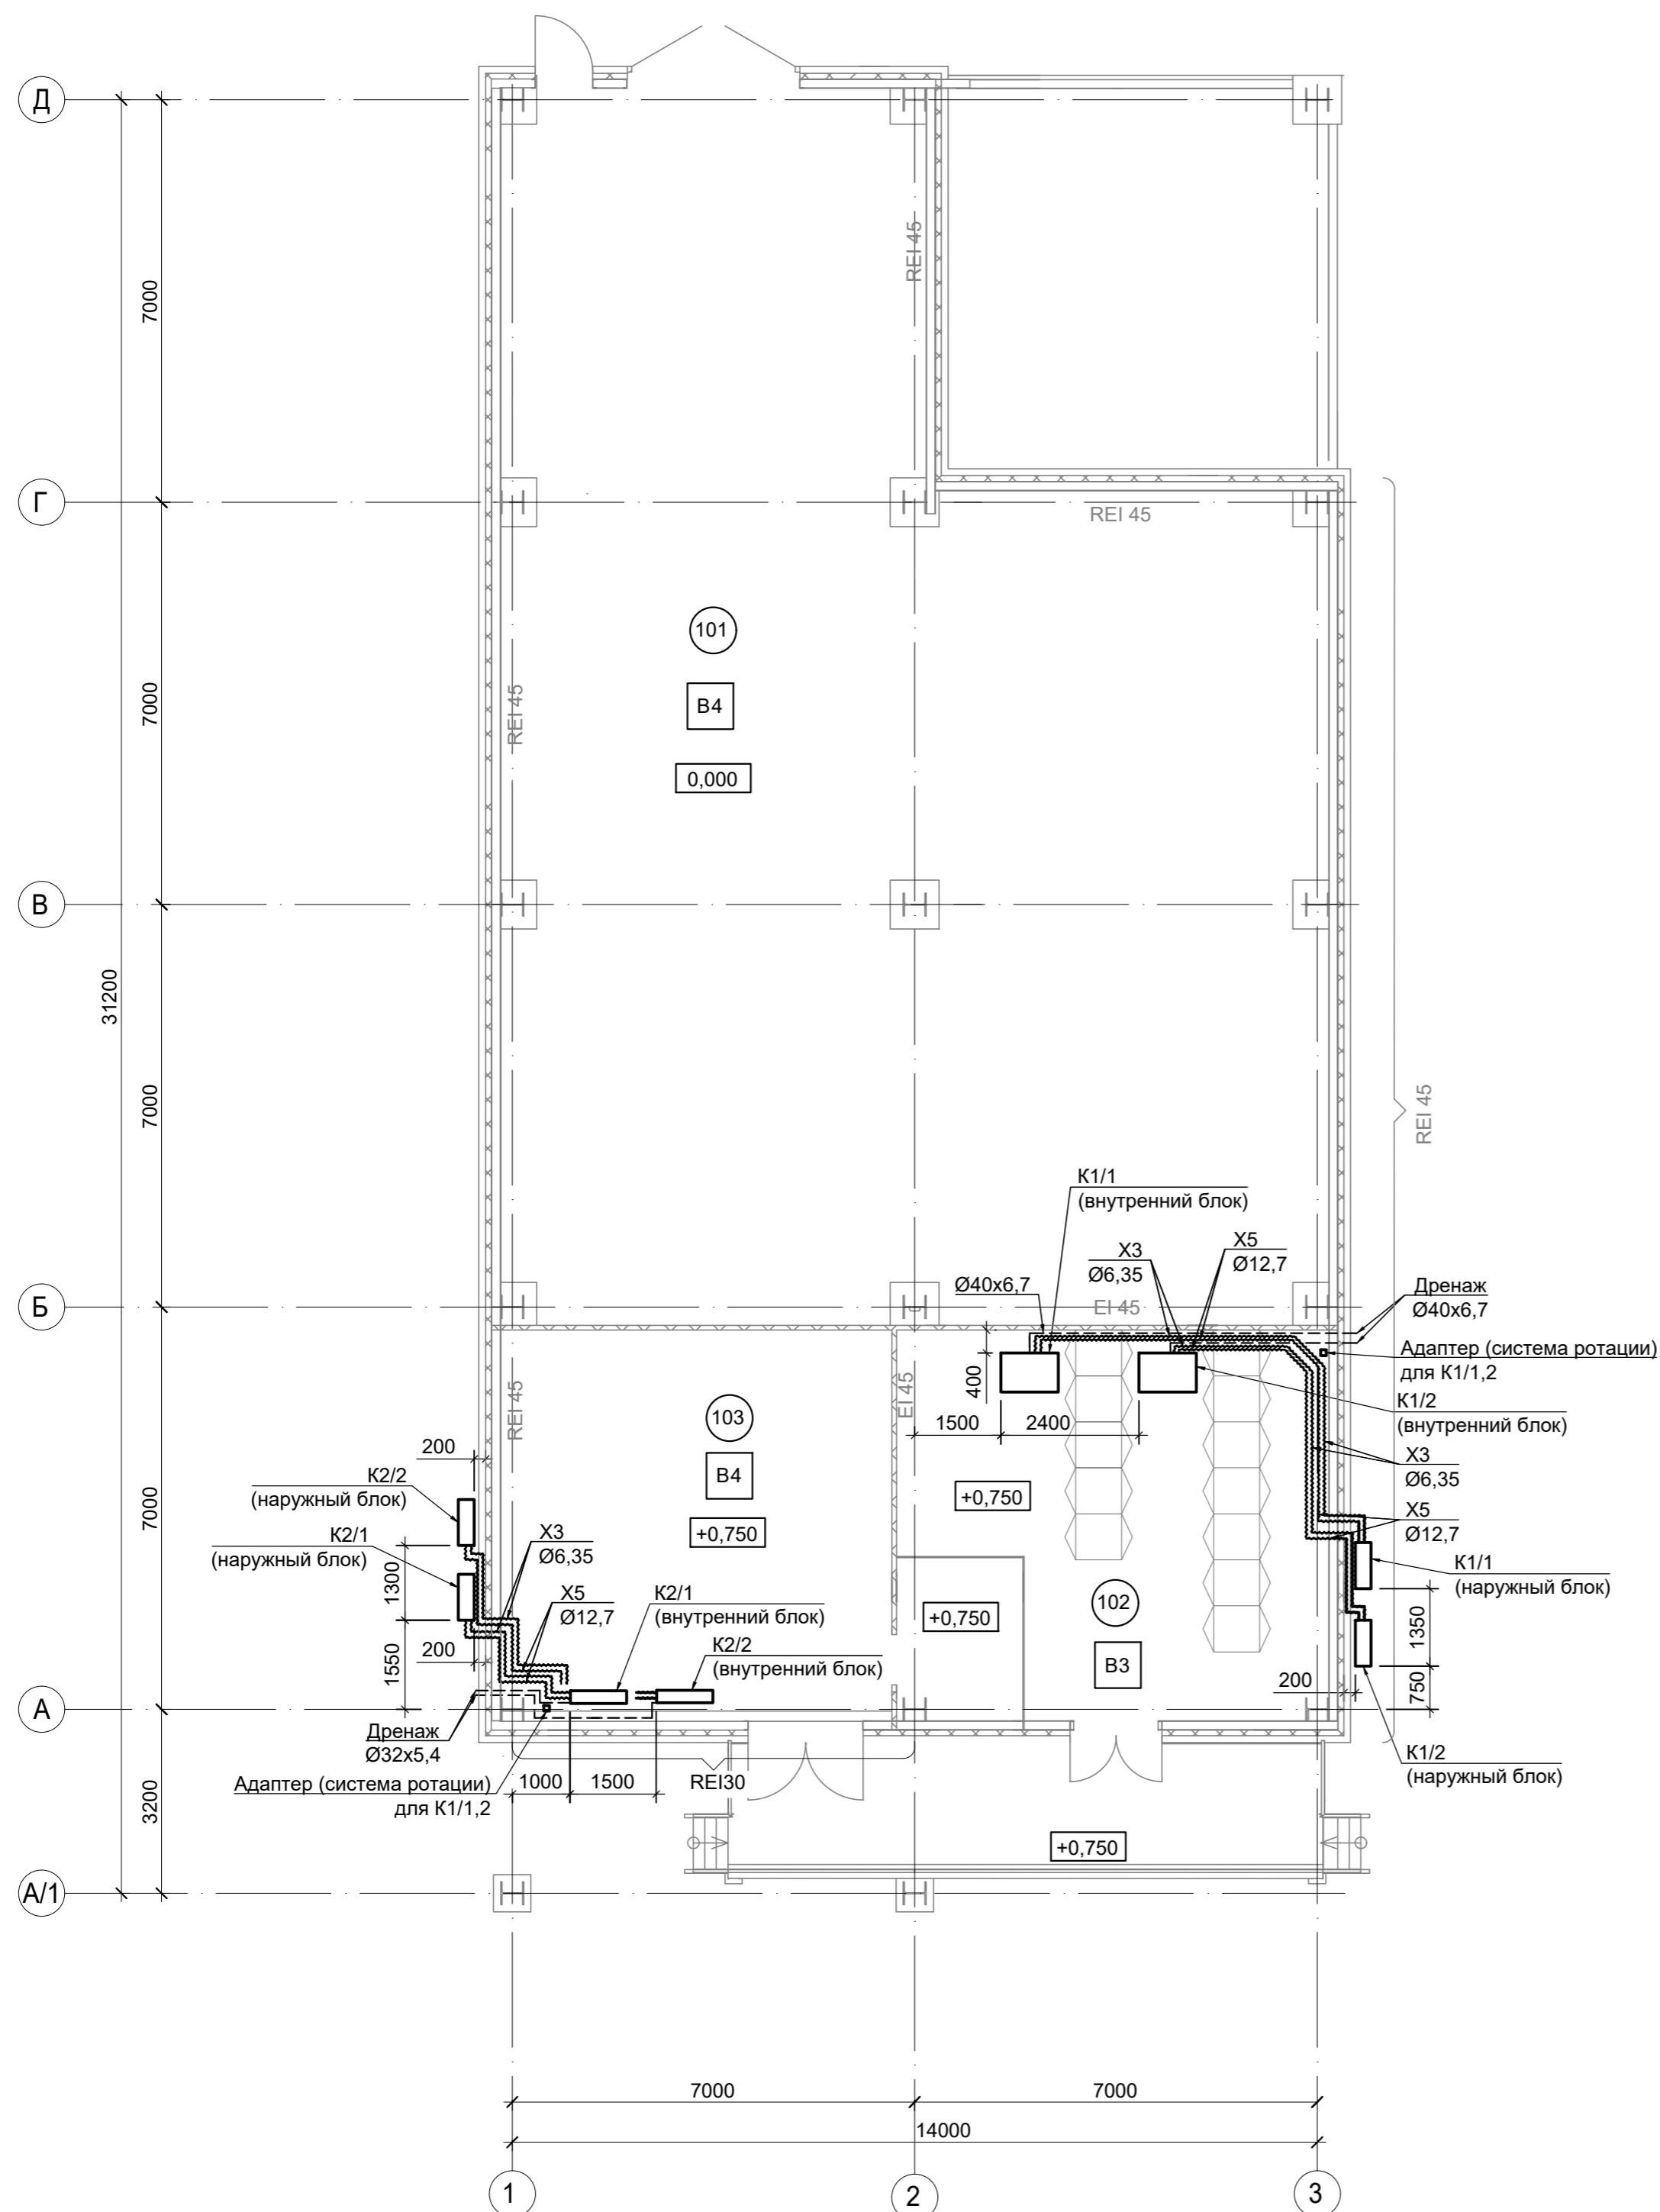 Д
7000
REI 45
Г
REI 45
101
В4
REI 45
7000
0,000
В
31200
7000
REI 45
К1/1
(внутренний блок)
Х3
Ø6,35
Х5
Ø12,7
Ø40х6,7
Дренаж
Ø40х6,7
Б
EI 45
Адаптер (система ротации)
для К1/1,2
400
К1/2
(внутренний блок)
EI 45
REI 45
103
1500
2400
200
К2/2
(наружный блок)
В4
Х3
Ø6,35
+0,750
7000
Х5
Ø12,7
К2/1
(наружный блок)
Х3
Ø6,35
+0,750
К1/1
(наружный блок)
1300
Х5
Ø12,7
К2/1
(внутренний блок)
102
+0,750
1350
1550
200
К2/2
(внутренний блок)
В3
200
750
А
Дренаж
Ø32х5,4
К1/2
(наружный блок)
Адаптер (система ротации)
для К1/1,2
1000
1500
REI30
3200
+0,750
А/1
7000
7000
14000
1
2
3